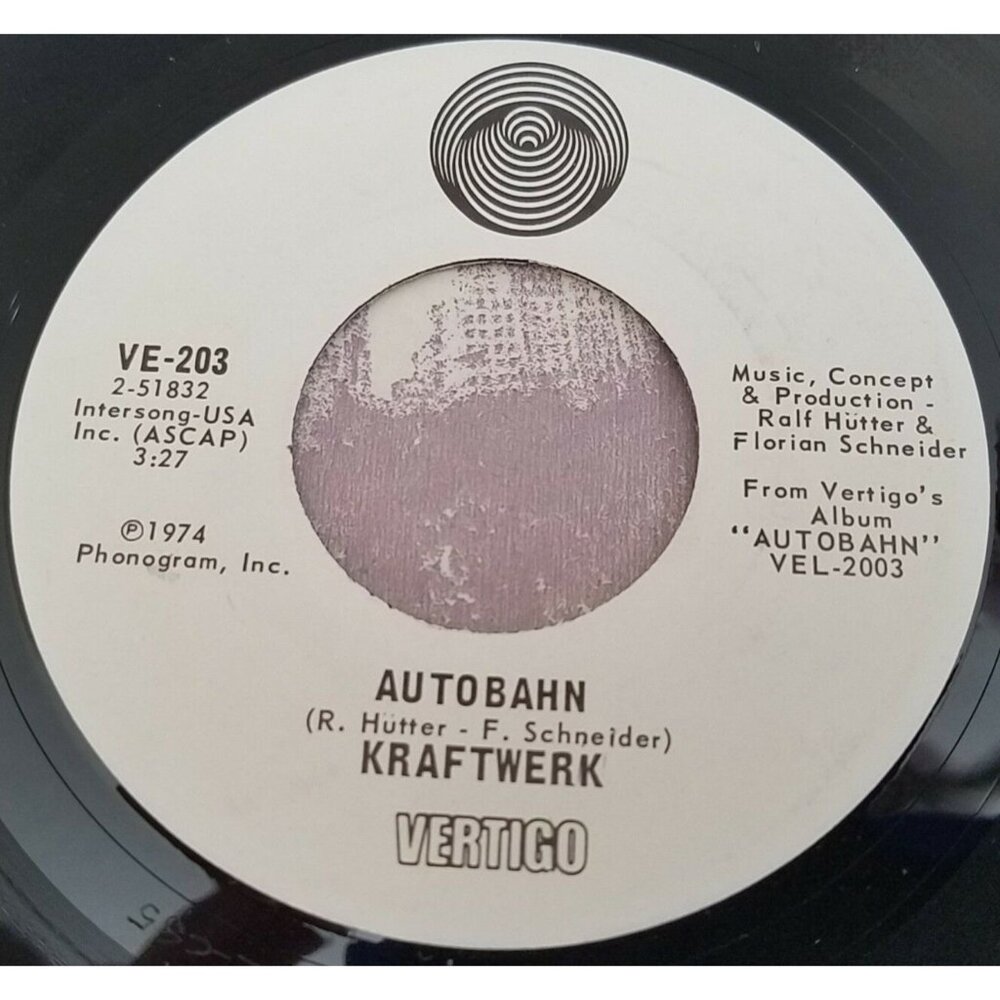 VE-203
2-51832
Intersong-USA
Inc. (ASCAP)
3:27
℗1974
Phonogram, Inc.
Music, Concept
& Production -
Ralf Hütter &
Florian Schneider
From Vertigo's
Album
"AUTOBAHN"
VEL-2003
AUTOBAHN
(R. Hütter - F. Schneider)
KRAFTWERK
VERTIGO